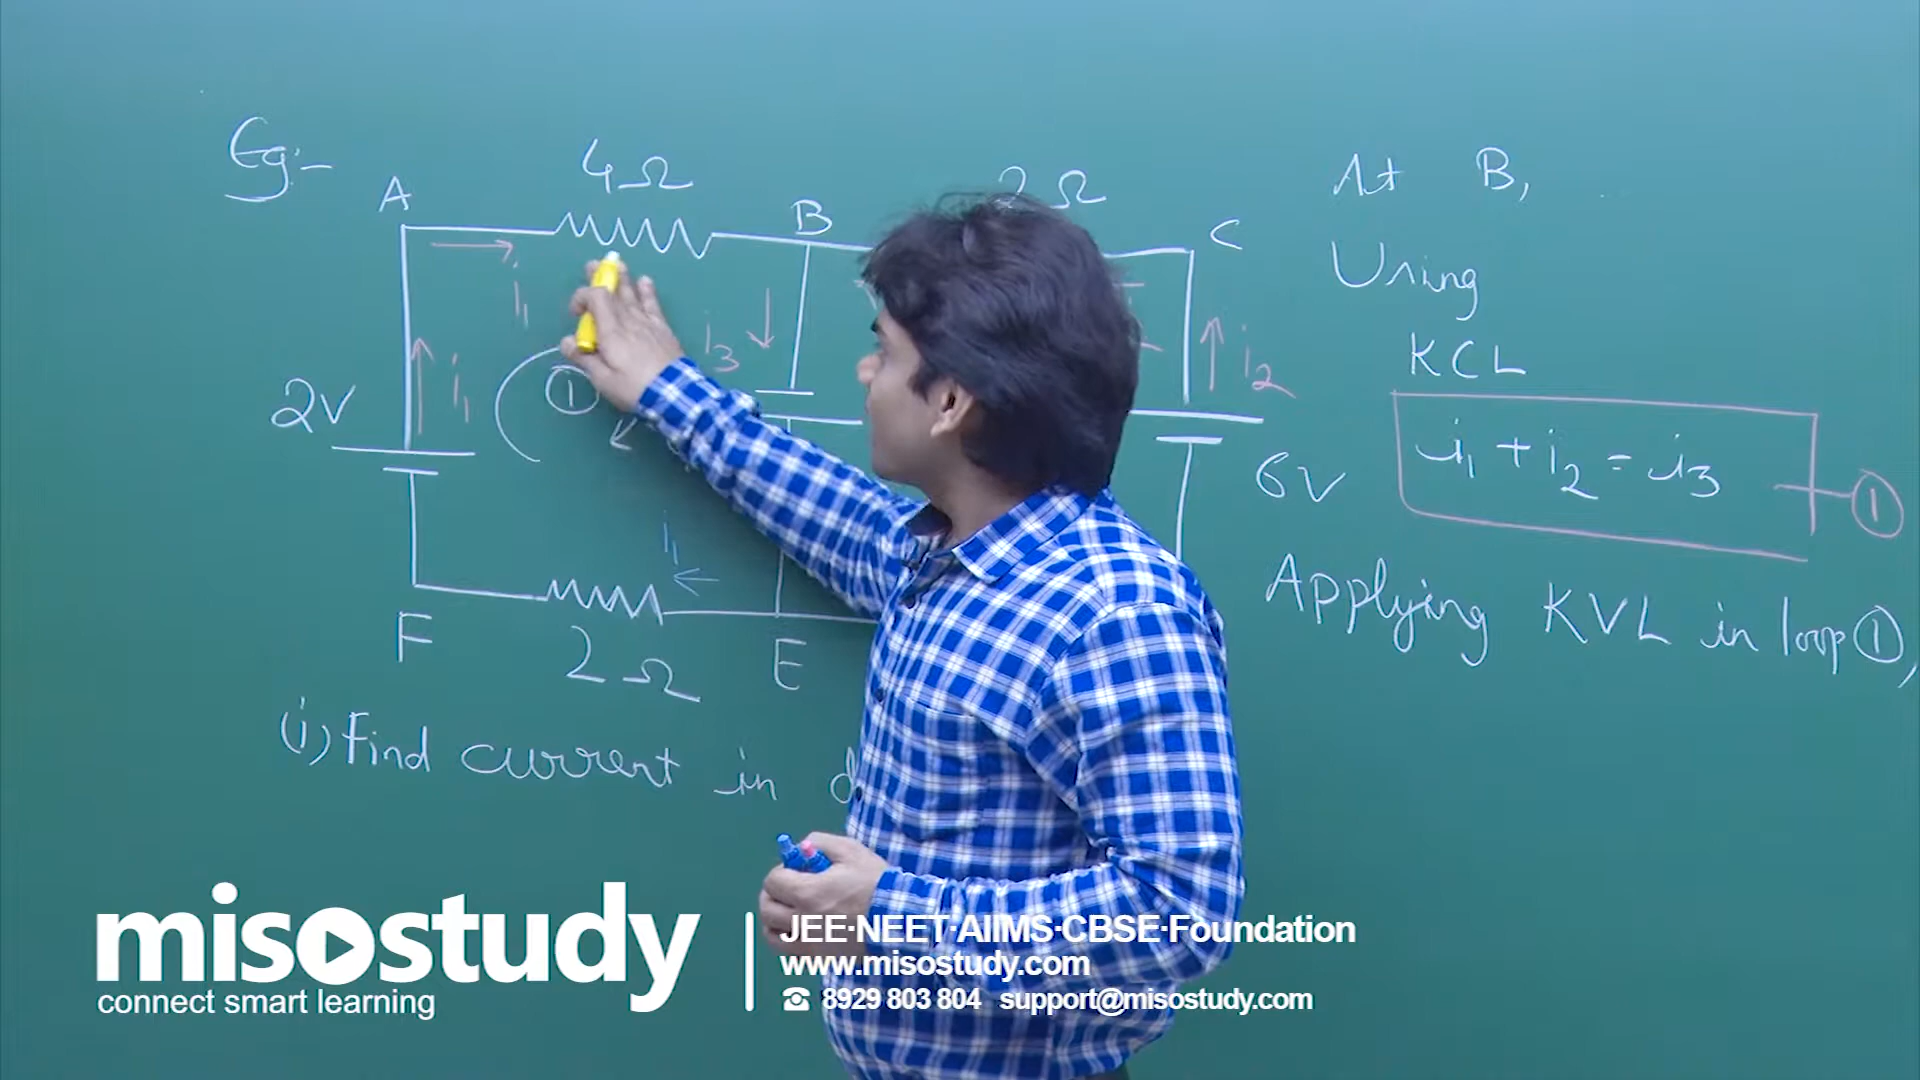 Eg:-
A
4Ω
B
2Ω
C
i₁
i₃
i₂
2V
i₁
①
6V
i₁
F
2Ω
E
(i) Find current in
At B,
Using
KCL
i₁ + i₂ = i₃ ①
Applying KVL in loop ①,
misostudy
connect smart learning
JEE·NEET·AIIMS·CBSE·Foundation
www.misostudy.com
☎ 8929 803 804 support@misostudy.com